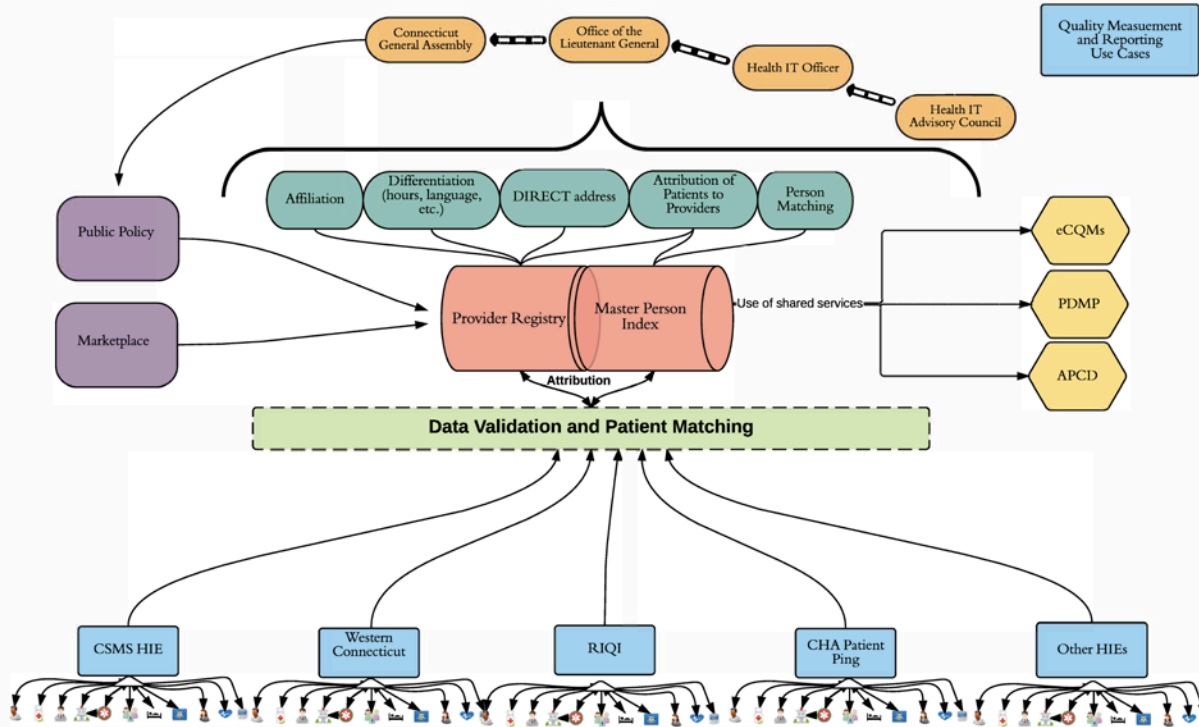 Connecticut
General Assembly
Office of the
Lieutenant General
Health IT Officer
Health IT
Advisory Council
Quality Measuement
and Reporting
Use Cases
Affiliation
Differentiation
(hours, language,
etc.)
DIRECT address
Attribution of
Patients to
Providers
Person
Matching
Public Policy
Marketplace
Provider Registry
Master Person
Index
Use of shared services
eCQMs
PDMP
APCD
Attribution
Data Validation and Patient Matching
CSMS HIE
Western
Connecticut
RIQI
CHA Patient
Ping
Other HIEs